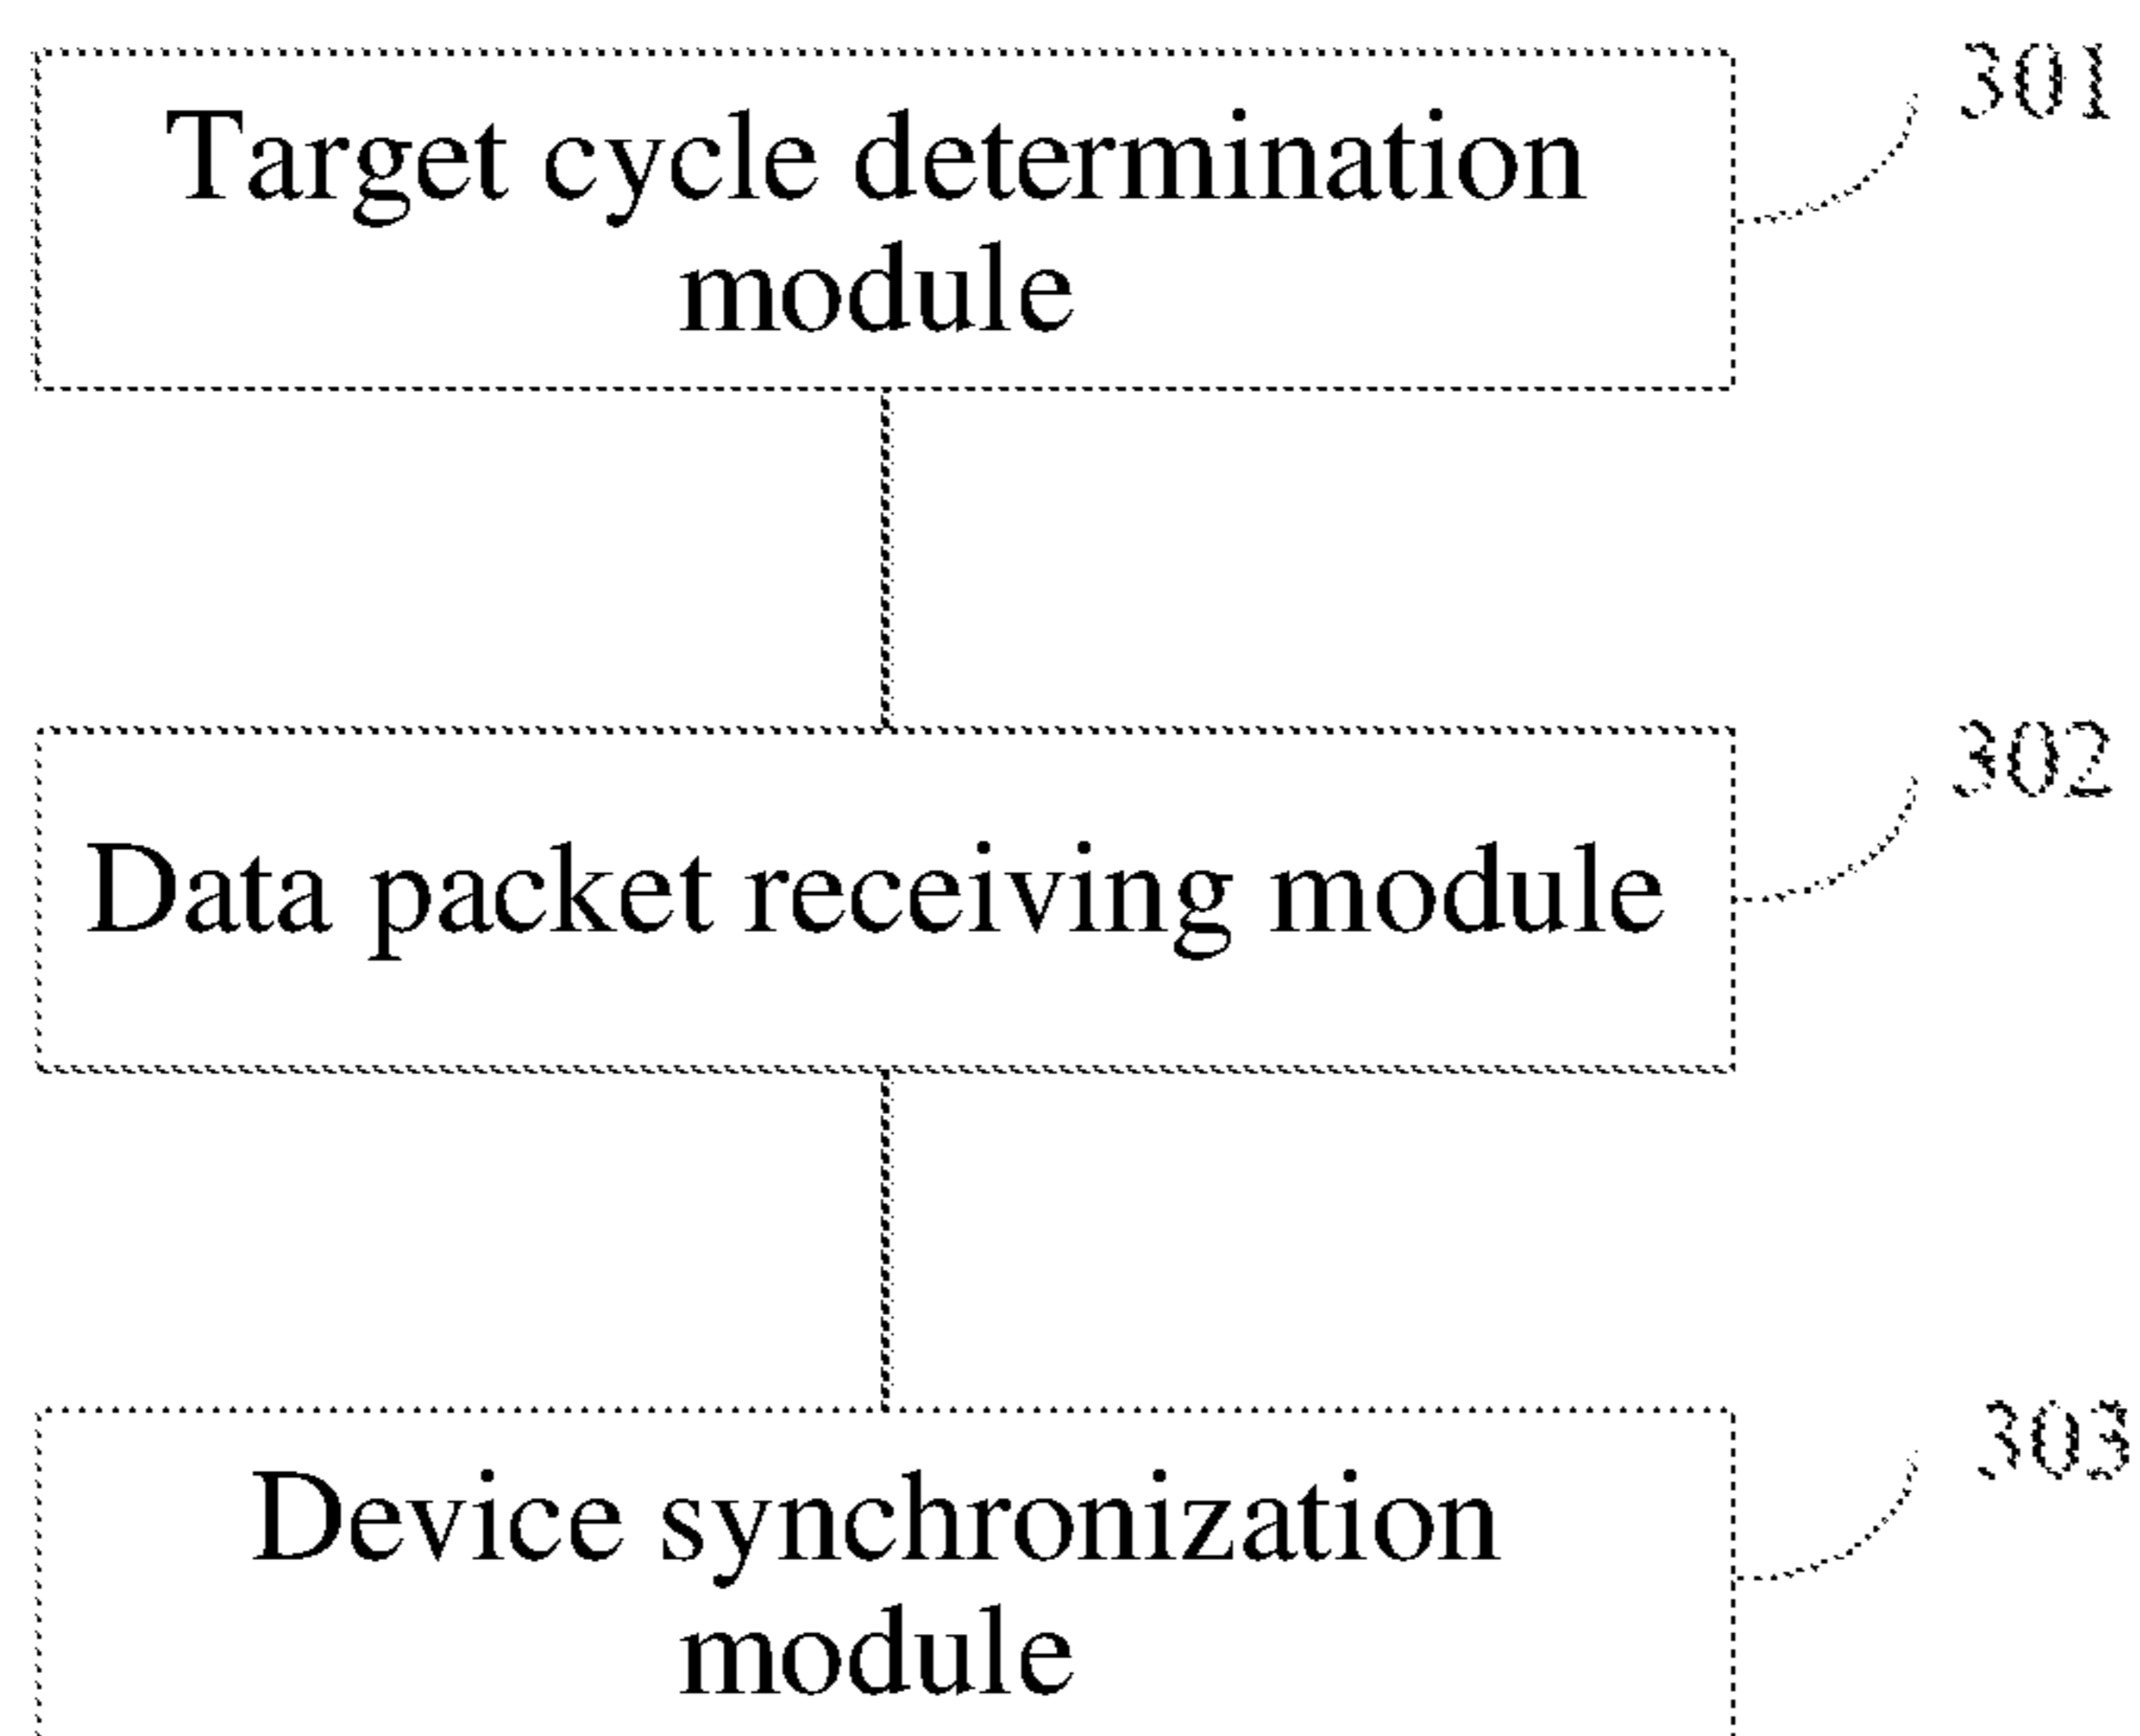 Target cycle determination
module
301
Data packet receiving module
302
Device synchronization
module
303